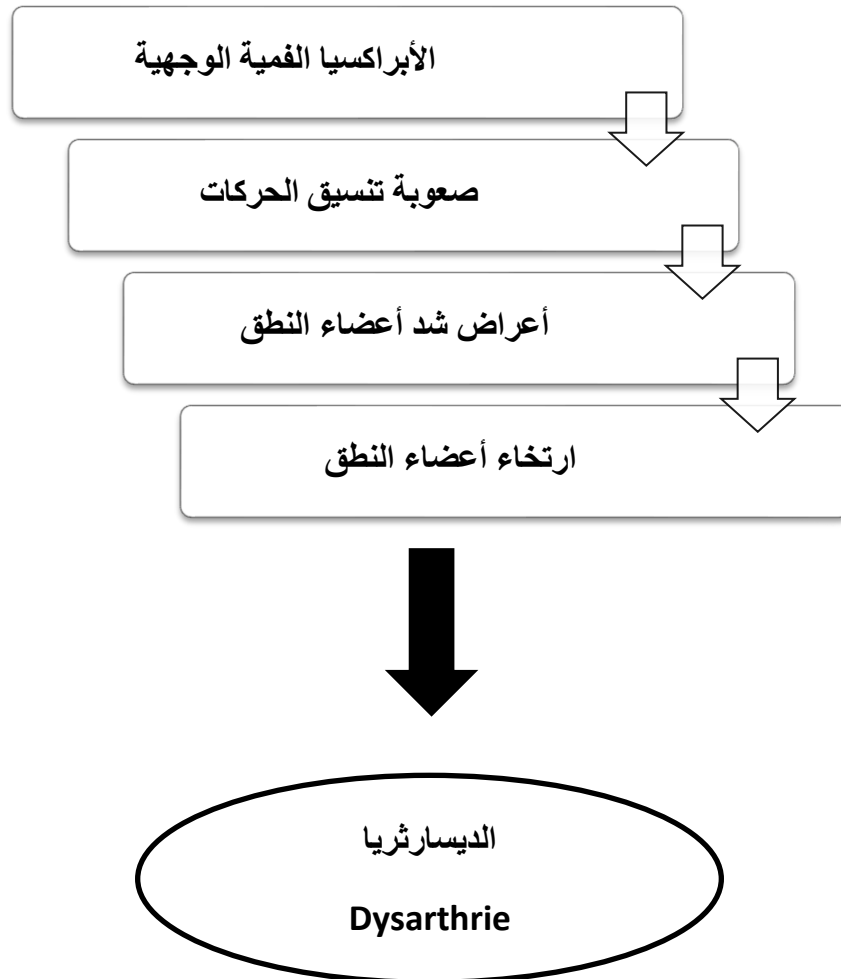 الأبراكسيا الفمية الوجهية
صعوبة تنسيق الحركات
أعراض شد أعضاء النطق
ارتخاء أعضاء النطق
الديسارثريا
Dysarthrie